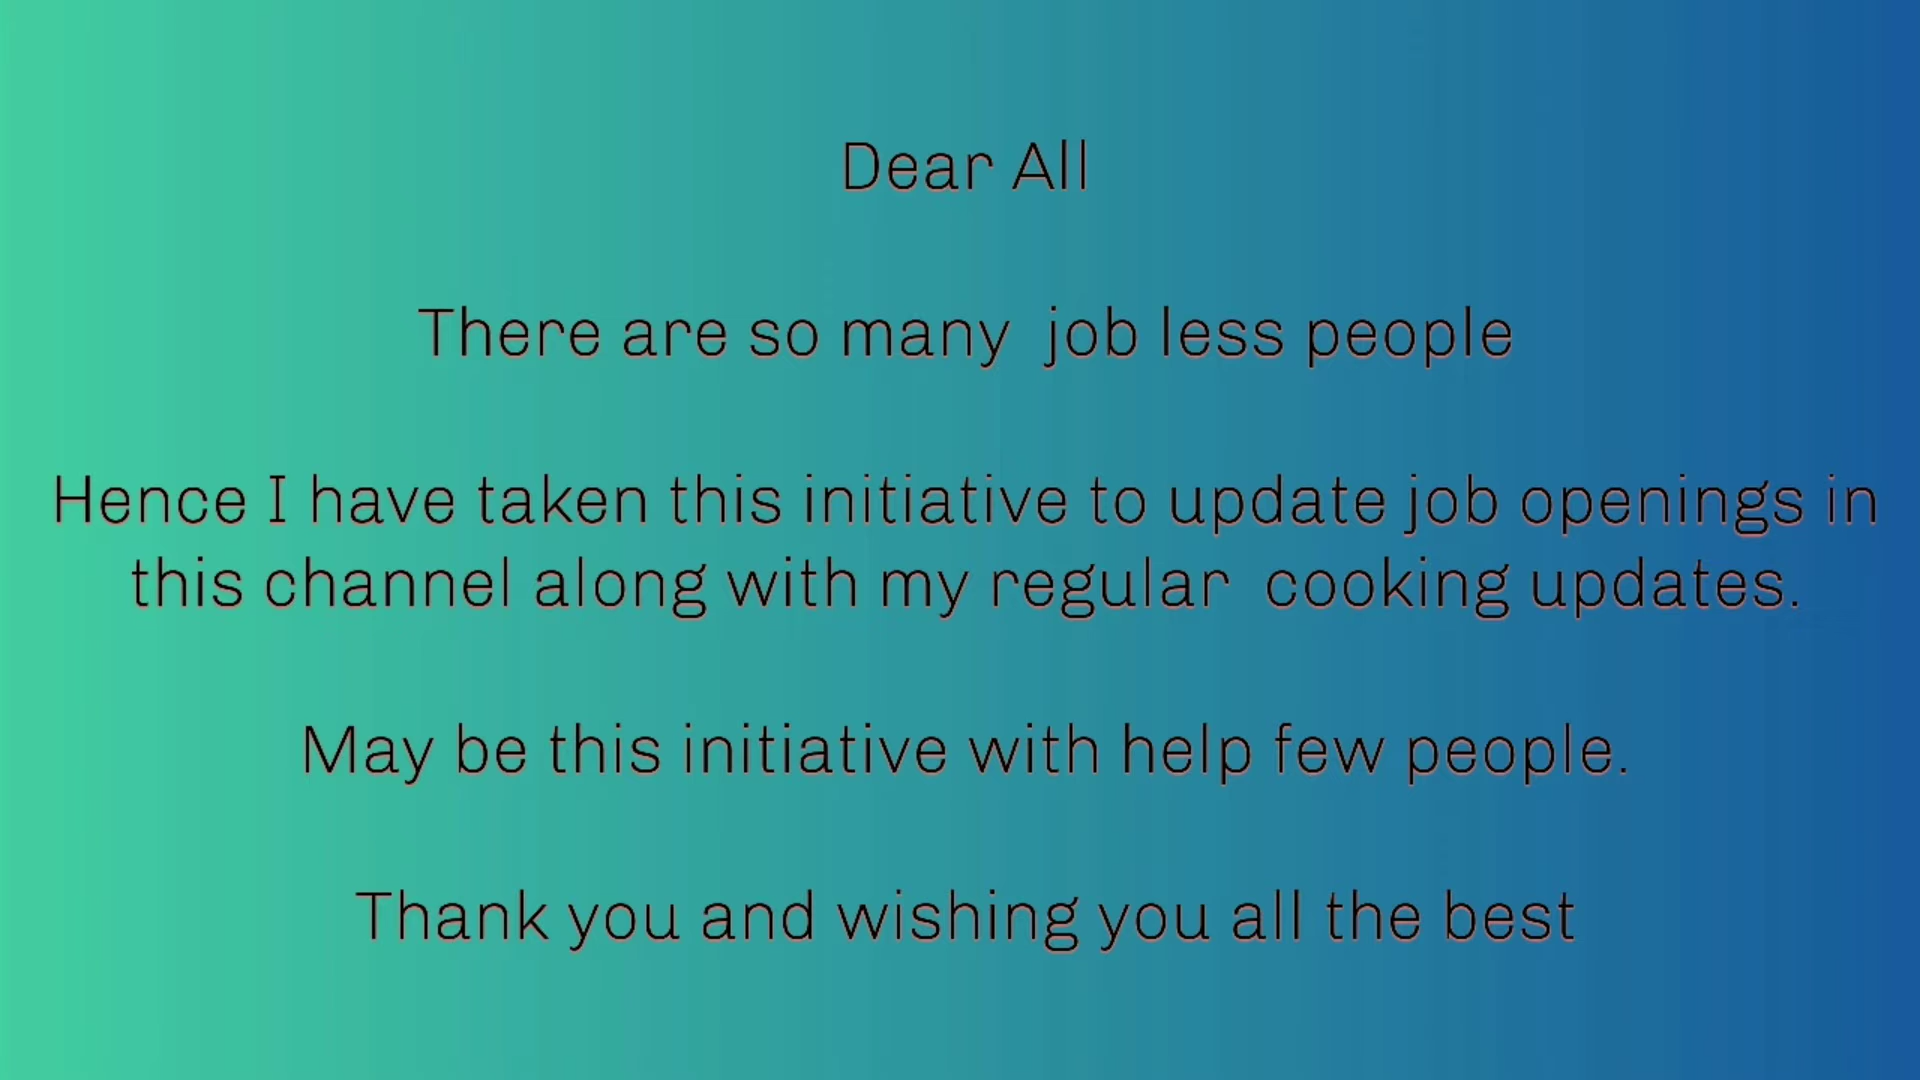 Dear All
There are so many  job less people
Hence I have taken this initiative to update job openings in
this channel along with my regular  cooking updates.
May be this initiative with help few people.
Thank you and wishing you all the best